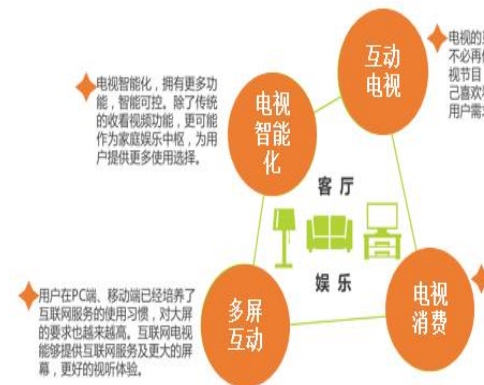 电视的
不必再
视节目
己喜欢
用户需
互动
电视
电视智能化，拥有更多功
能，智能可控。除了传统
的收看视频功能，更可能
作为家庭娱乐中枢，为用
户提供更多使用选择。
电视
智能
化
客厅
娱乐
用户在PC端、移动端已经培养了
互联网服务的使用习惯，对大屏
的要求也越来越高。互联网电视
能够提供互联网服务及更大的屏
幕，更好的视听体验。
多屏
互动
电视
消费